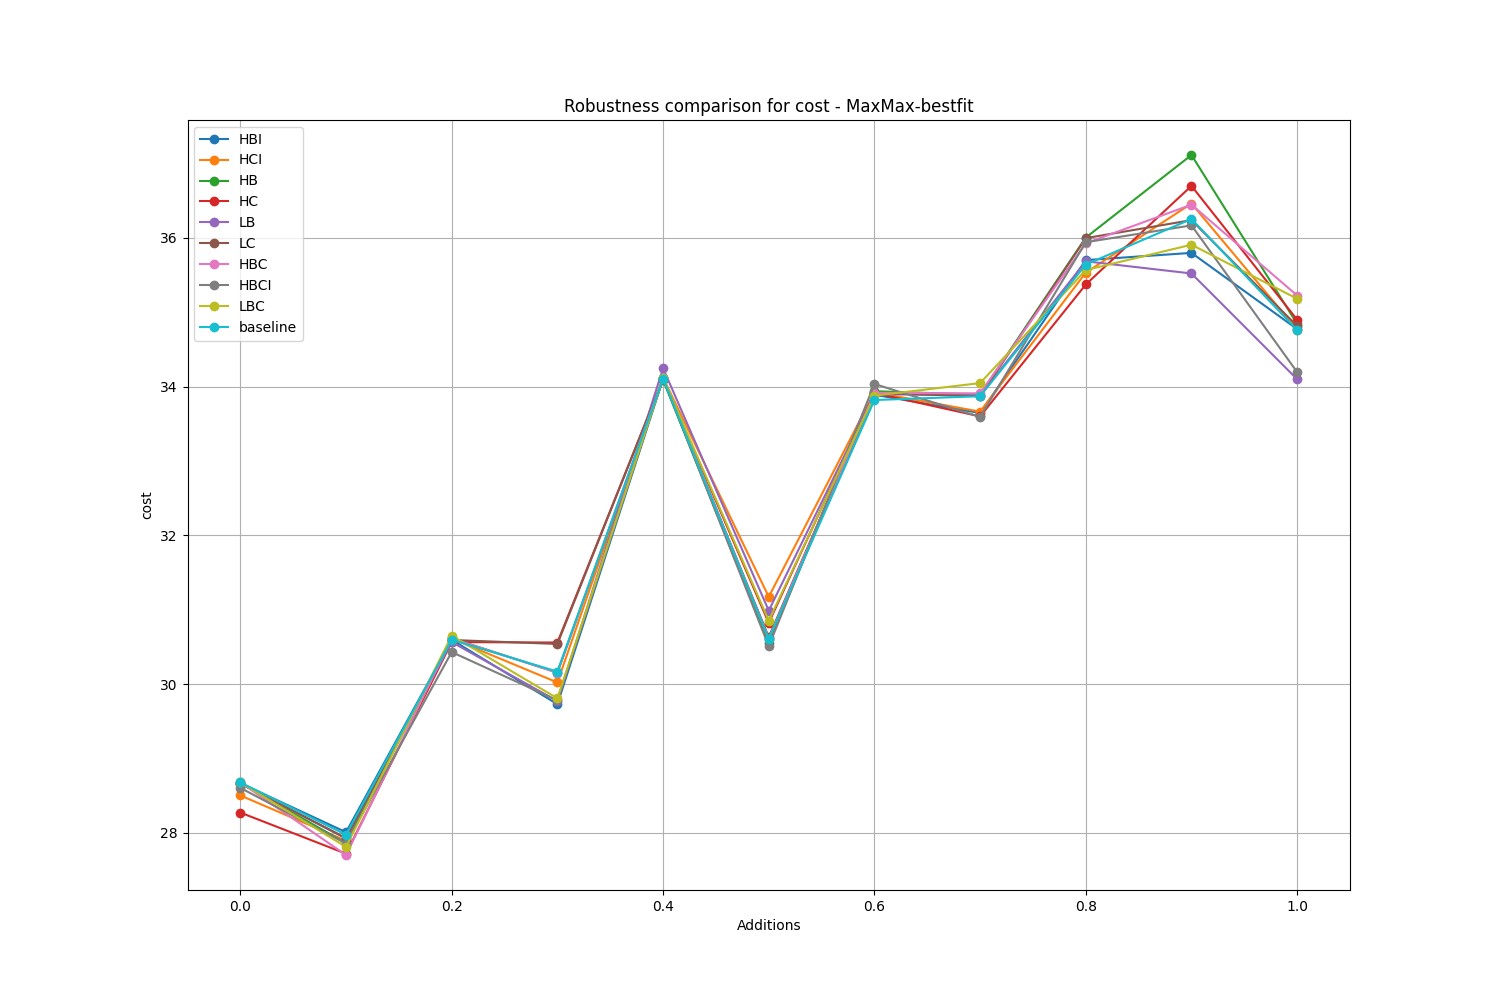 Robustness comparison for cost - MaxMax-bestfit
HBI
HCI
HB
HC
LB
LC
HBC
HBCI
LBC
baseline
36
34
32
30
28
cost
0.0 0.2 0.4 0.6 0.8 1.0
Additions